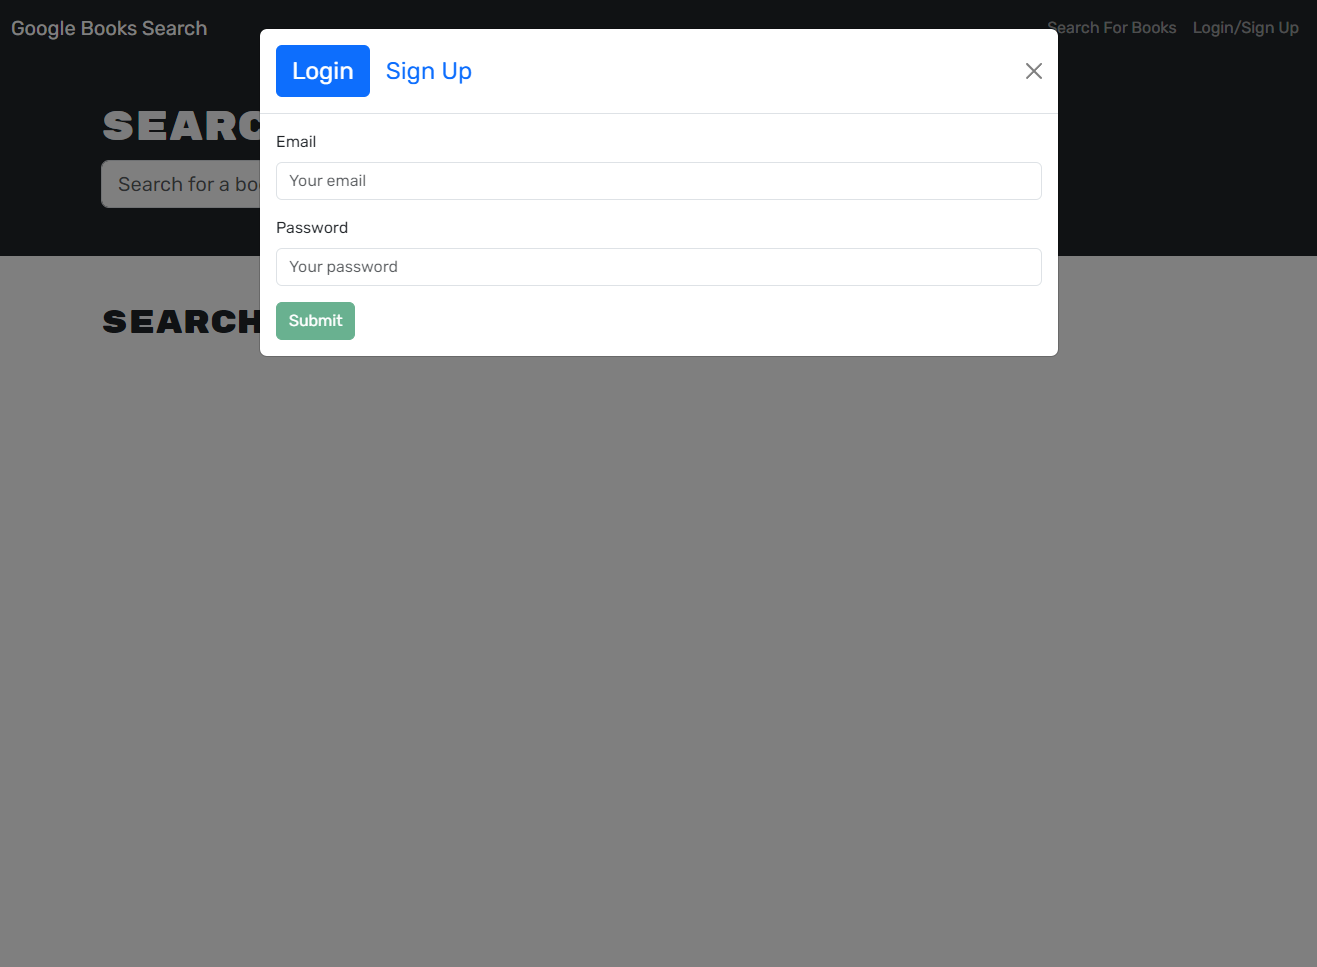 Google Books Search
Search For Books Login/Sign Up
Login Sign Up
SEARC
Search for a bo
Email
Your email
Password
Your password
Submit
SEARCH